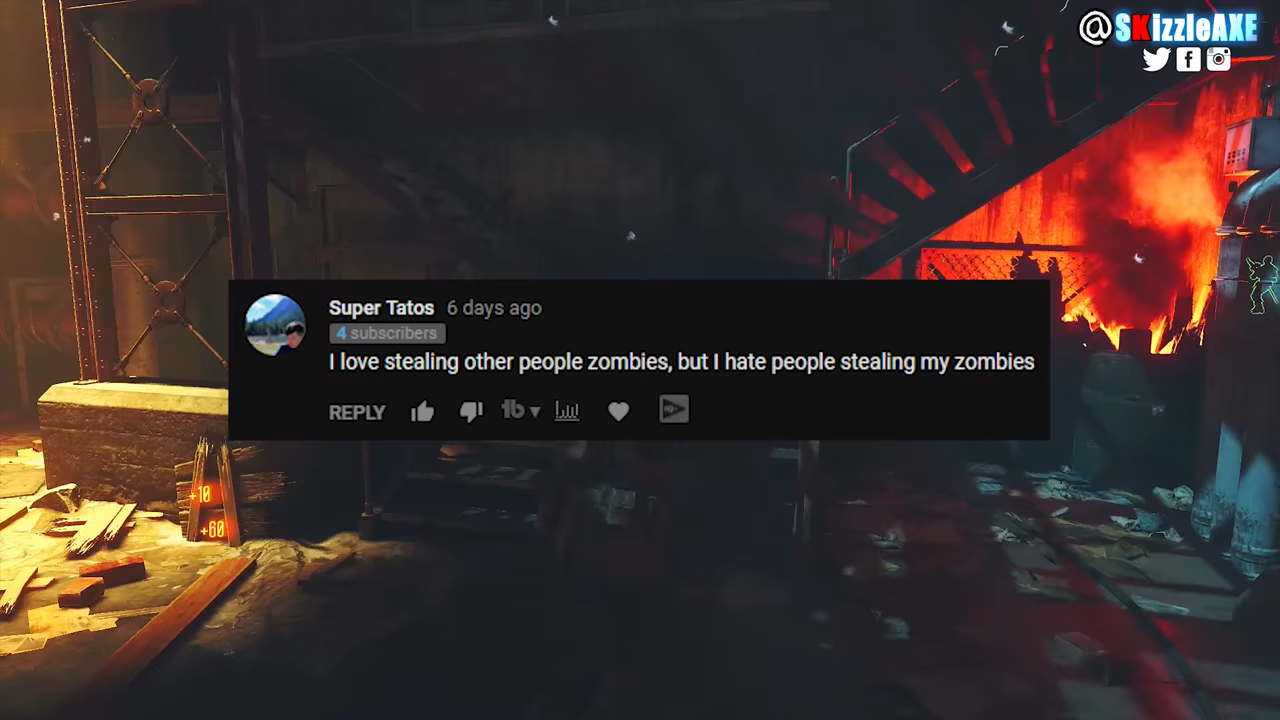 @SKizzleAXE
Super Tatos 6 days ago
4 subscribers
I love stealing other people zombies, but I hate people stealing my zombies
REPLY
+10
+60